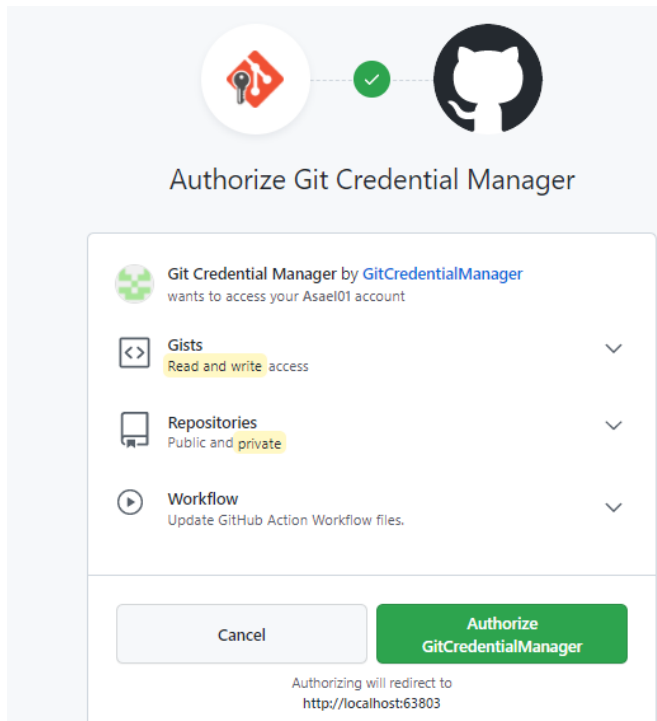 Authorize Git Credential Manager
Git Credential Manager by GitCredentialManager
wants to access your Asael01 account
Gists
Read and write access
Repositories
Public and private
Workflow
Update GitHub Action Workflow files.
Cancel
Authorize
GitCredentialManager
Authorizing will redirect to
http://localhost:63803